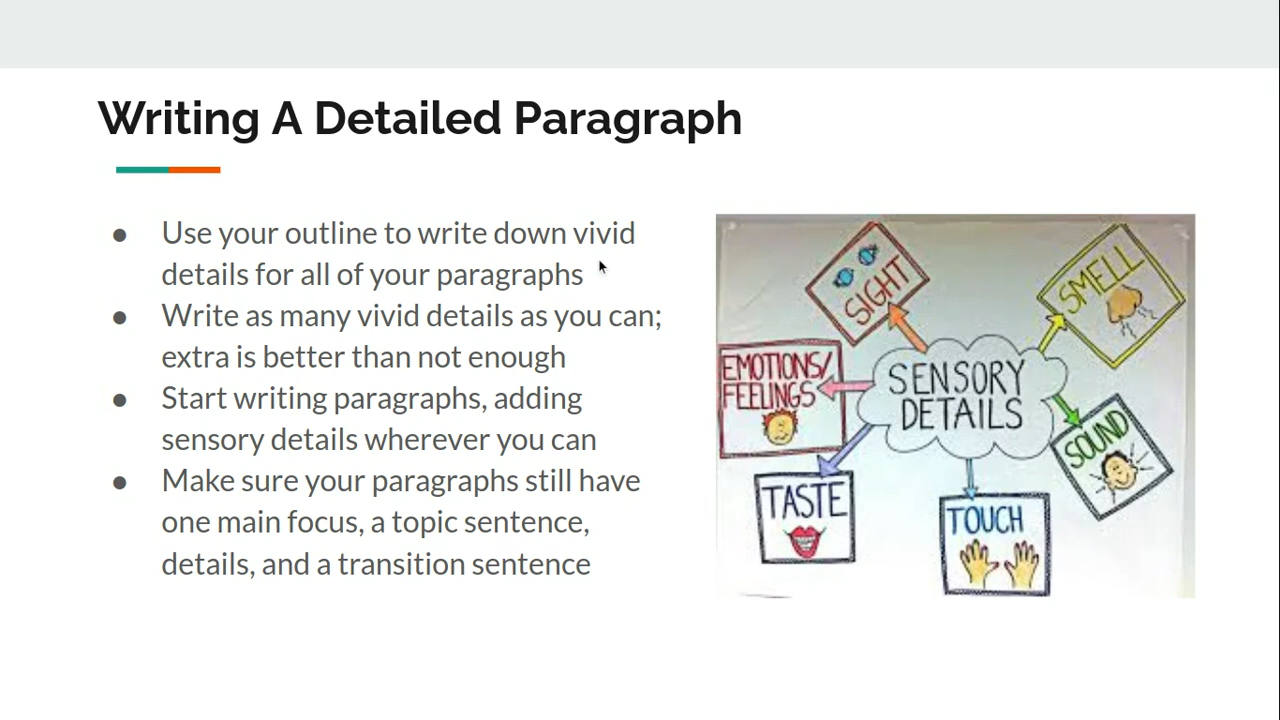 Writing A Detailed Paragraph
● Use your outline to write down vivid
details for all of your paragraphs
● Write as many vivid details as you can;
extra is better than not enough
● Start writing paragraphs, adding
sensory details wherever you can
● Make sure your paragraphs still have
one main focus, a topic sentence,
details, and a transition sentence
SIGHT
SMELL
EMOTIONS/
FEELINGS
SENSORY
DETAILS
SOUND
TASTE
TOUCH